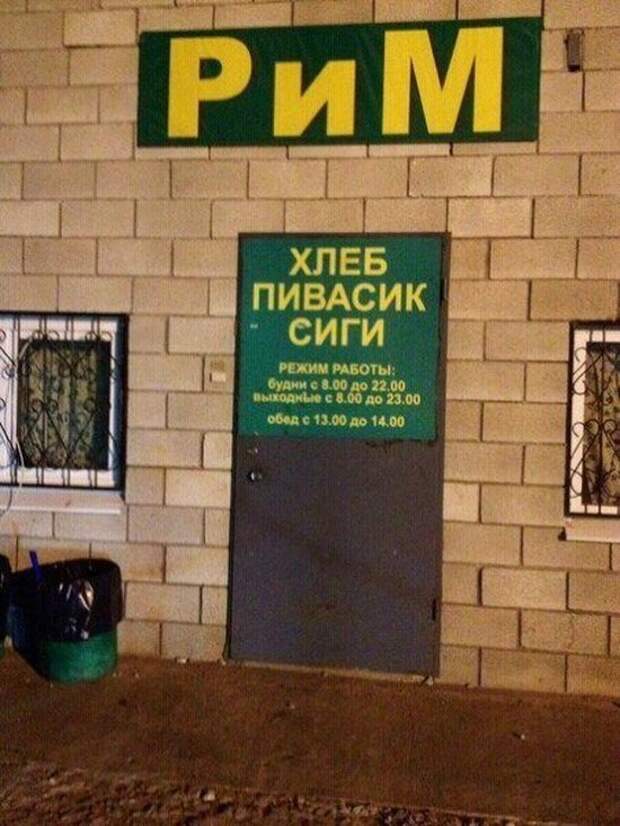 РиМ
ХЛЕБ
ПИВАСИК
СИГИ
РЕЖИМ РАБОТЫ:
будни с 8.00 до 22.00
выходные с 8.00 до 23.00
обед с 13.00 до 14.00